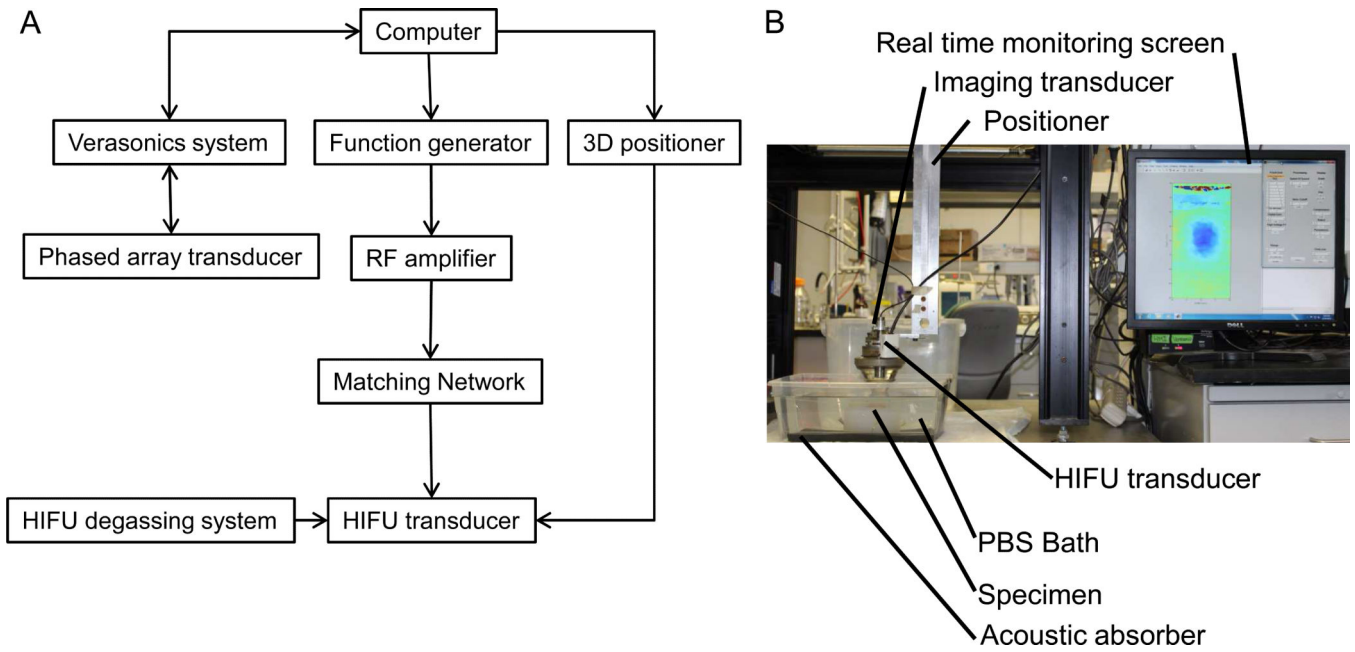 A
Computer
Verasonics system
Function generator
3D positioner
Phased array transducer
RF amplifier
Matching Network
HIFU degassing system
HIFU transducer
B
Real time monitoring screen
Imaging transducer
Positioner
DELL
HIFU transducer
PBS Bath
Specimen
Acoustic absorber